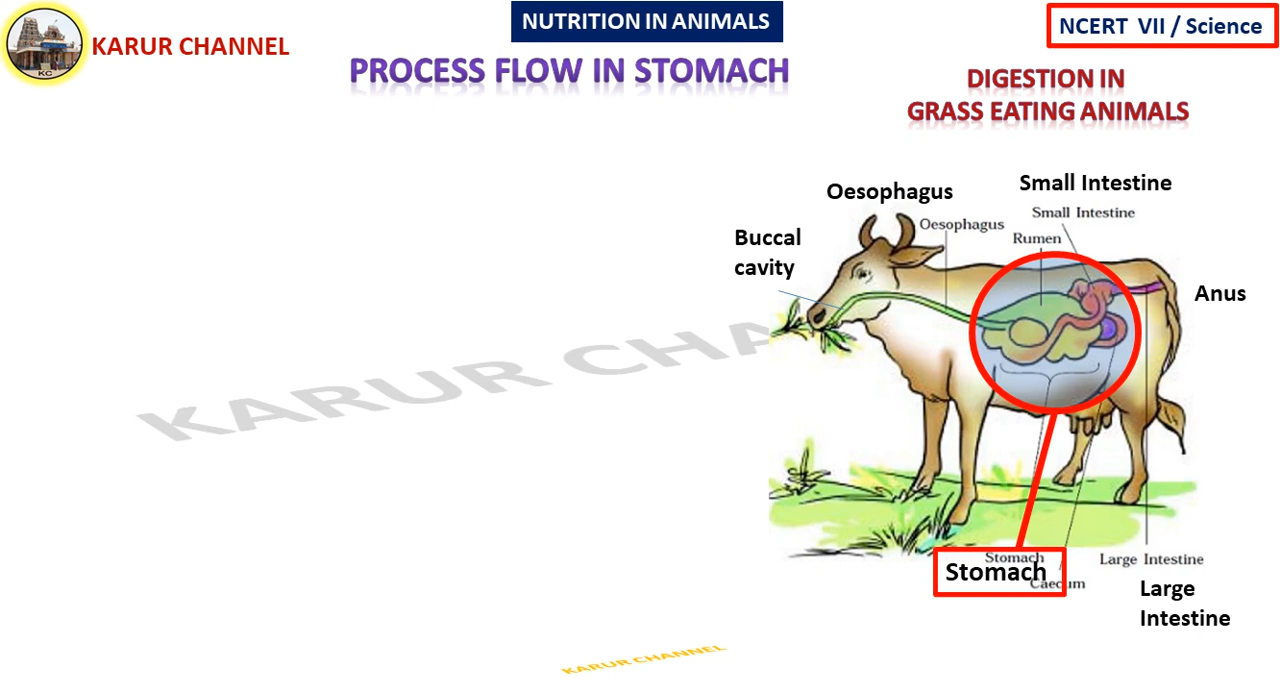 KARUR CHANNEL
KC
NUTRITION IN ANIMALS
NCERT VII / Science
PROCESS FLOW IN STOMACH
DIGESTION IN
GRASS EATING ANIMALS
Oesophagus
Small Intestine
Small Intestine
Oesophagus
Rumen
Buccal
cavity
Anus
KARUR CHA
Stomach
Stomach
Caecum
Large Intestine
Large
Intestine
KARUR CHANNEL